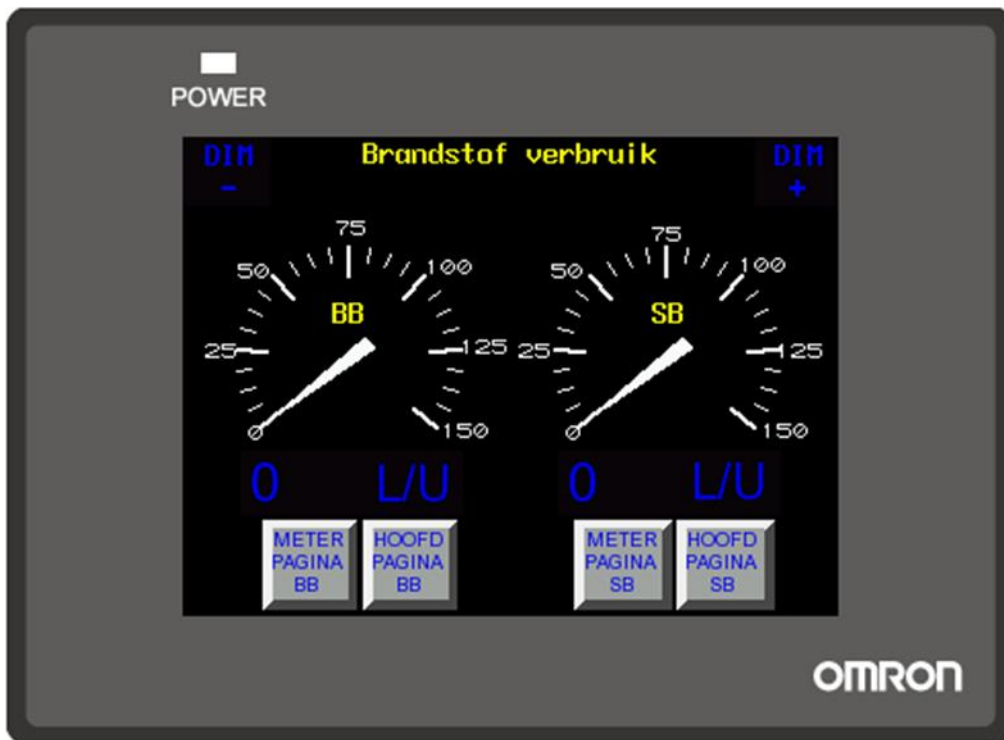 POWER
DIM
-
Brandstof verbruik
DIM
+
0
25
50
75
100
125
150
BB
0
25
50
75
100
125
150
SB
0 L/U
0 L/U
METER
PAGINA
BB
HOOFD
PAGINA
BB
METER
PAGINA
SB
HOOFD
PAGINA
SB
OMRON